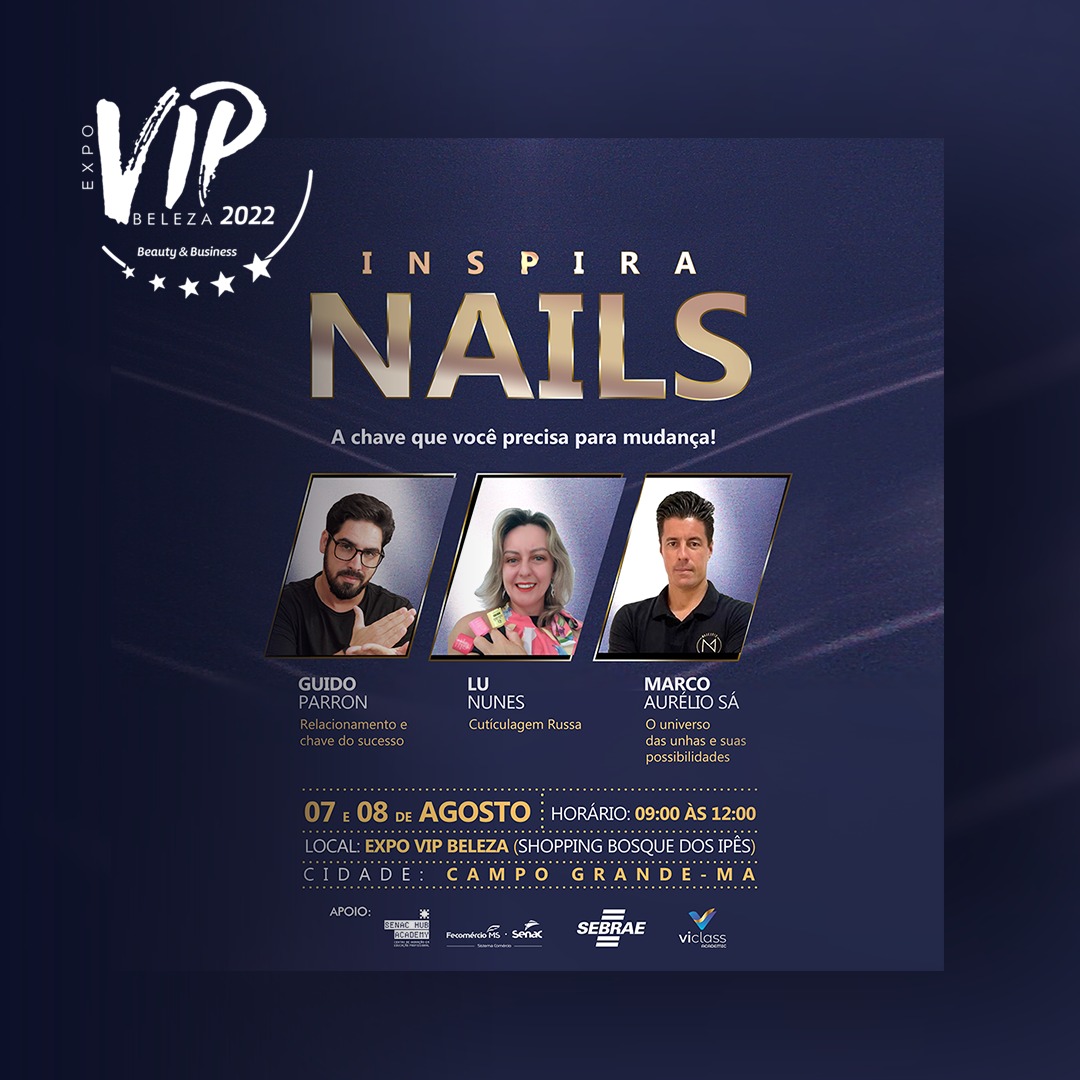 EXPO
VIP
BELEZA 2022
Beauty & Business
INSPIRA
NAILS
A chave que você precisa para mudança!
GUIDO
PARRON
Relacionamento e
chave do sucesso
LU
NUNES
Cutículagem Russa
MARCO
AURÉLIO SÁ
O universo
das unhas e suas
possibilidades
07 E 08 DE AGOSTO
HORÁRIO: 09:00 ÀS 12:00
LOCAL: EXPO VIP BELEZA (SHOPPING BOSQUE DOS IPÊS)
CIDADE: CAMPO GRANDE-MA
APOIO:
SENAC HUB
ACADEMY
Fecomércio MS · Senac
Sistema Comércio
SEBRAE
viclass
ACADEMIC